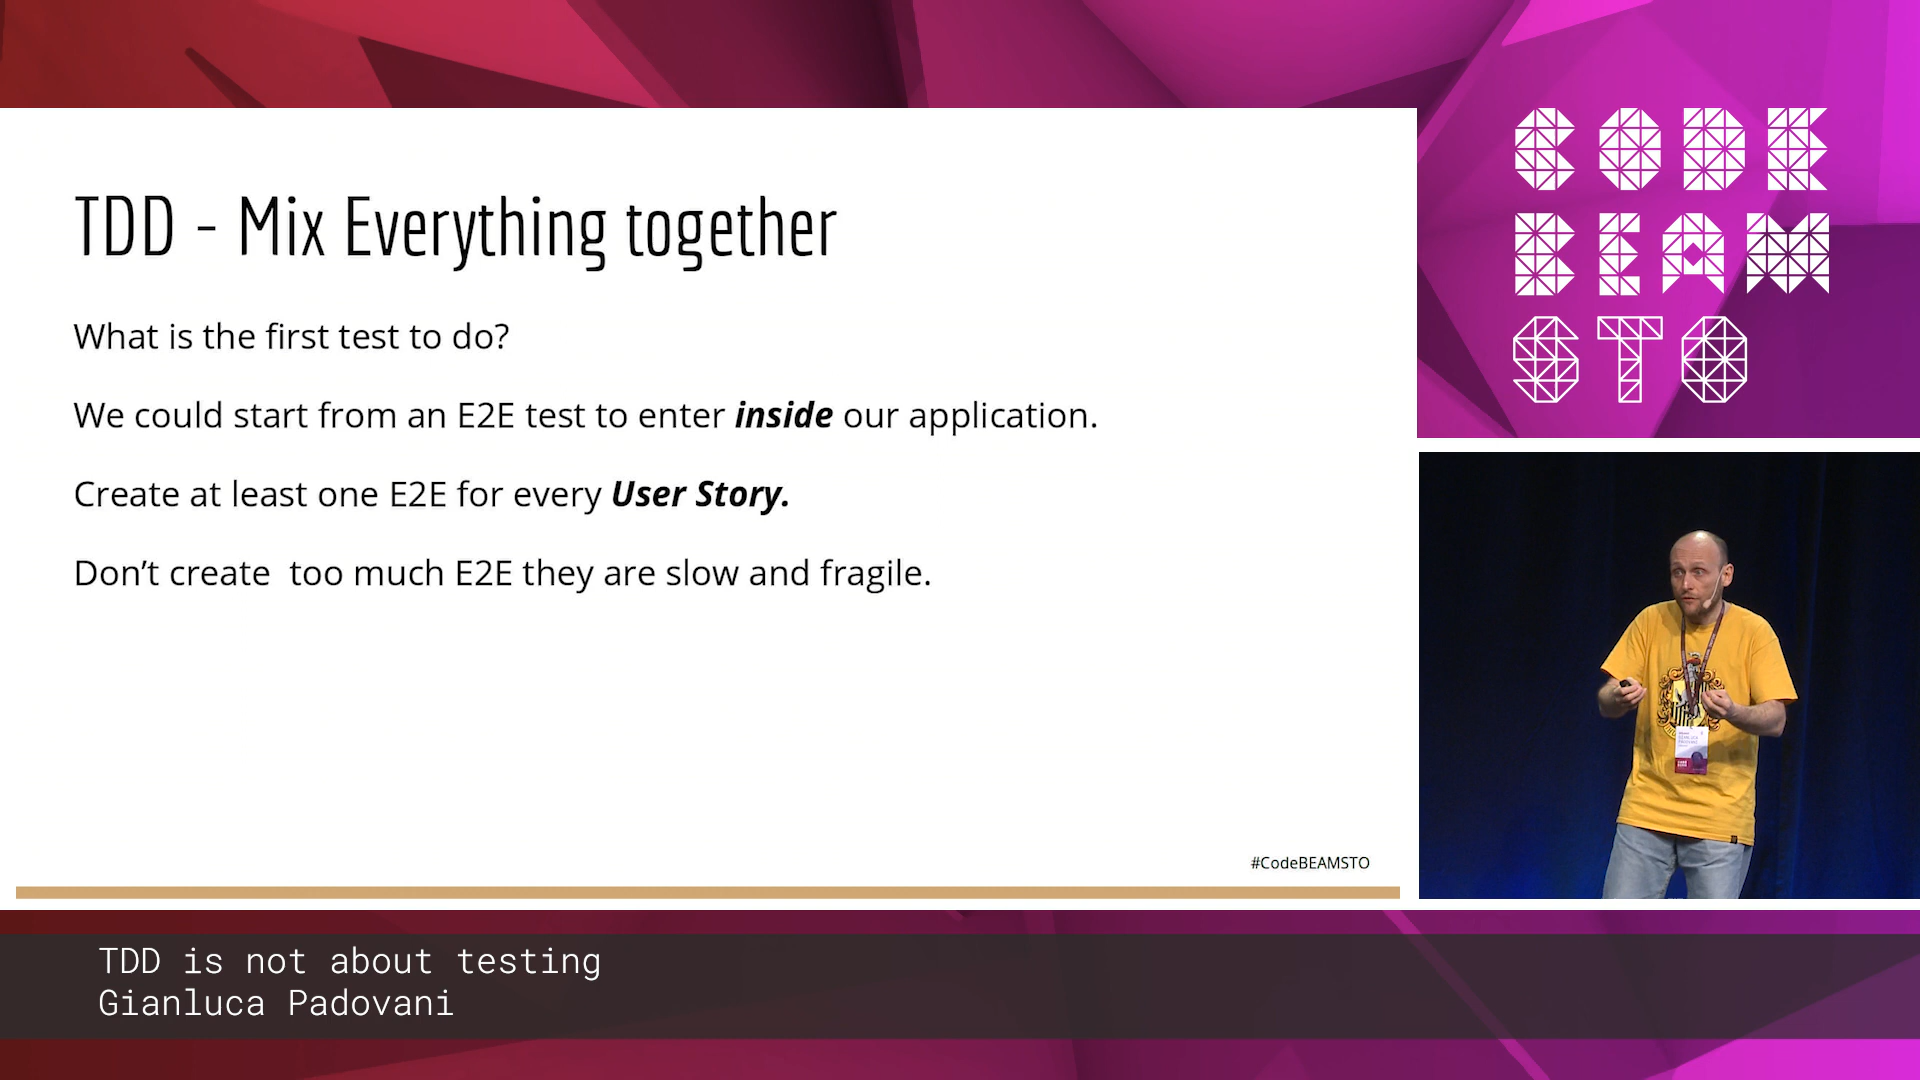 CODE
BEAM
STO
TDD - Mix Everything together
What is the first test to do?
We could start from an E2E test to enter inside our application.
Create at least one E2E for every User Story.
Don’t create  too much E2E they are slow and fragile.
#CodeBEAMSTO
TDD is not about testing
Gianluca Padovani